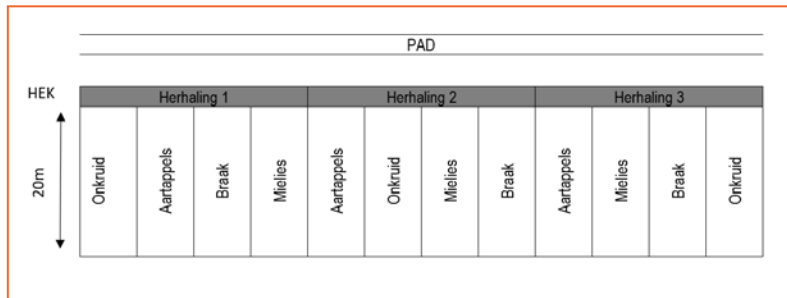 PAD
HEK
Herhaling 1
Herhaling 2
Herhaling 3
20m
Onkruid
Aartappels
Braak
Mielies
Aartappels
Onkruid
Mielies
Braak
Aartappels
Mielies
Braak
Onkruid